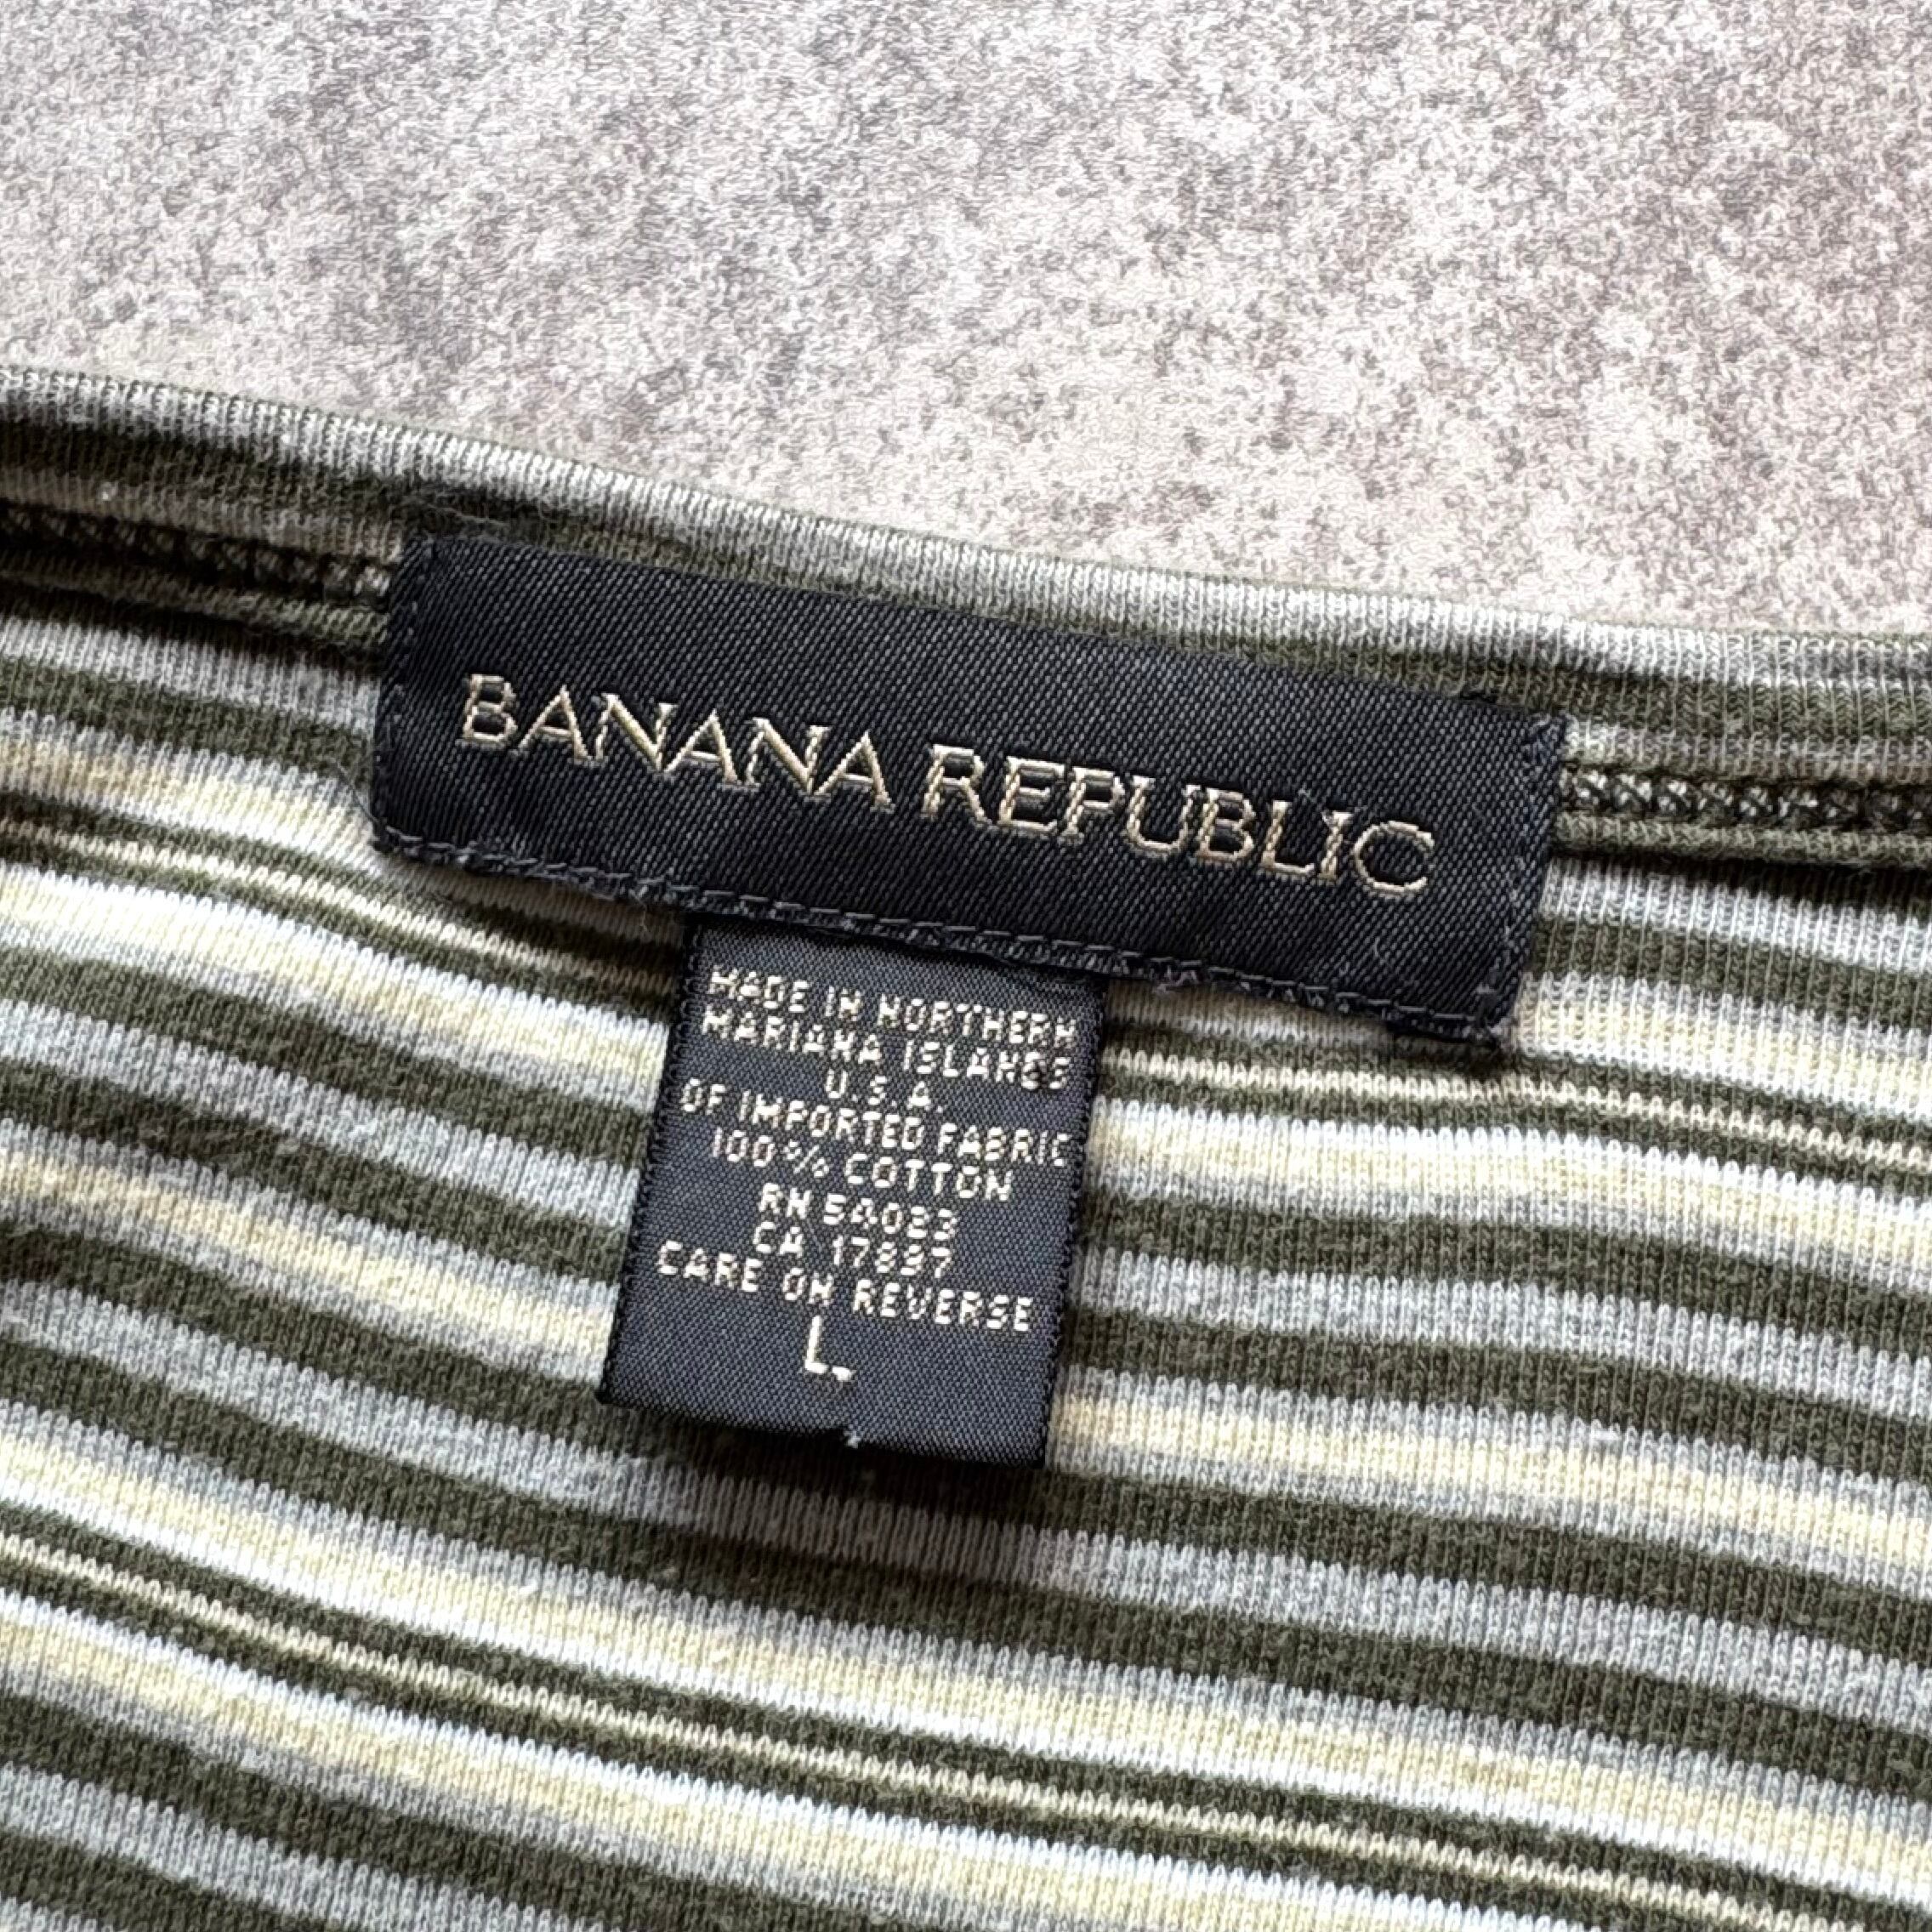 BANANA REPUBLIC
MADE IN NORTHERN
MARIANA ISLANDS
U.S.A.
OF IMPORTED FABRIC
100% COTTON
RN 54023
CA 17897
CARE ON REVERSE
L